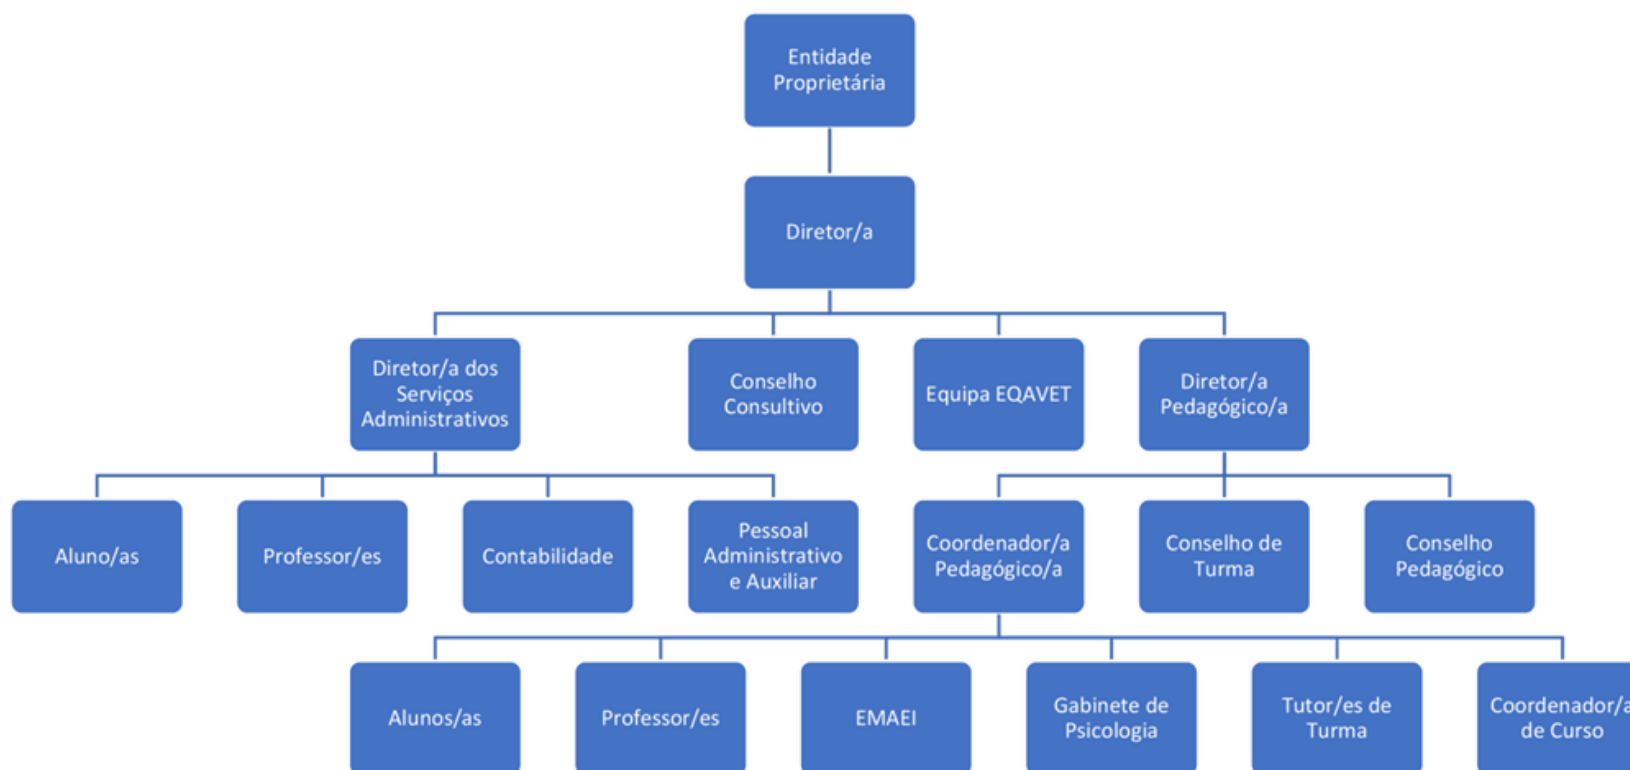 Entidade
Proprietária
Diretor/a
Diretor/a dos
Serviços
Administrativos
Conselho
Consultivo
Equipa EQAVET
Diretor/a
Pedagógico/a
Aluno/as
Professor/es
Contabilidade
Pessoal
Administrativo
e Auxiliar
Coordenador/a
Pedagógico/a
Conselho de
Turma
Conselho
Pedagógico
Alunos/as
Professor/es
EMAEI
Gabinete de
Psicologia
Tutor/es de
Turma
Coordenador/a
de Curso